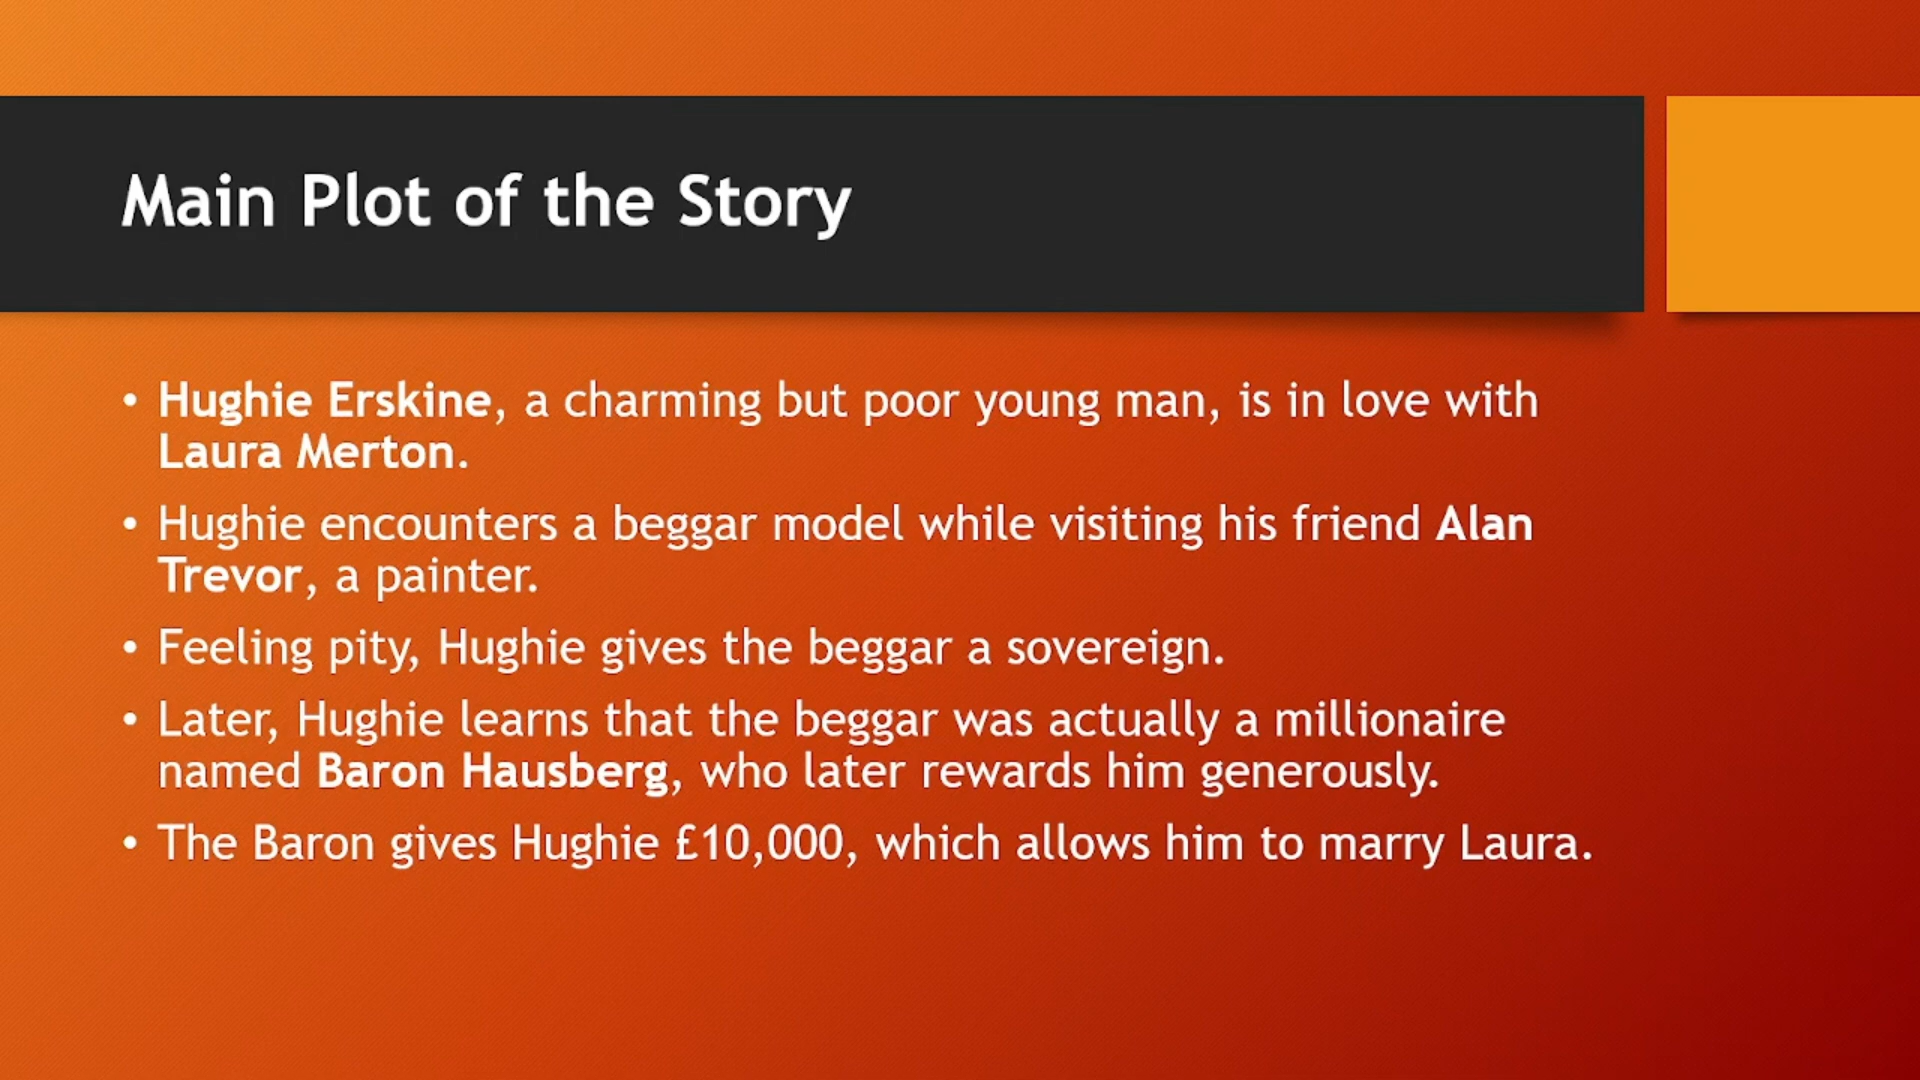 Main Plot of the Story
• Hughie Erskine, a charming but poor young man, is in love with
Laura Merton.
• Hughie encounters a beggar model while visiting his friend Alan
Trevor, a painter.
• Feeling pity, Hughie gives the beggar a sovereign.
• Later, Hughie learns that the beggar was actually a millionaire
named Baron Hausberg, who later rewards him generously.
• The Baron gives Hughie £10,000, which allows him to marry Laura.